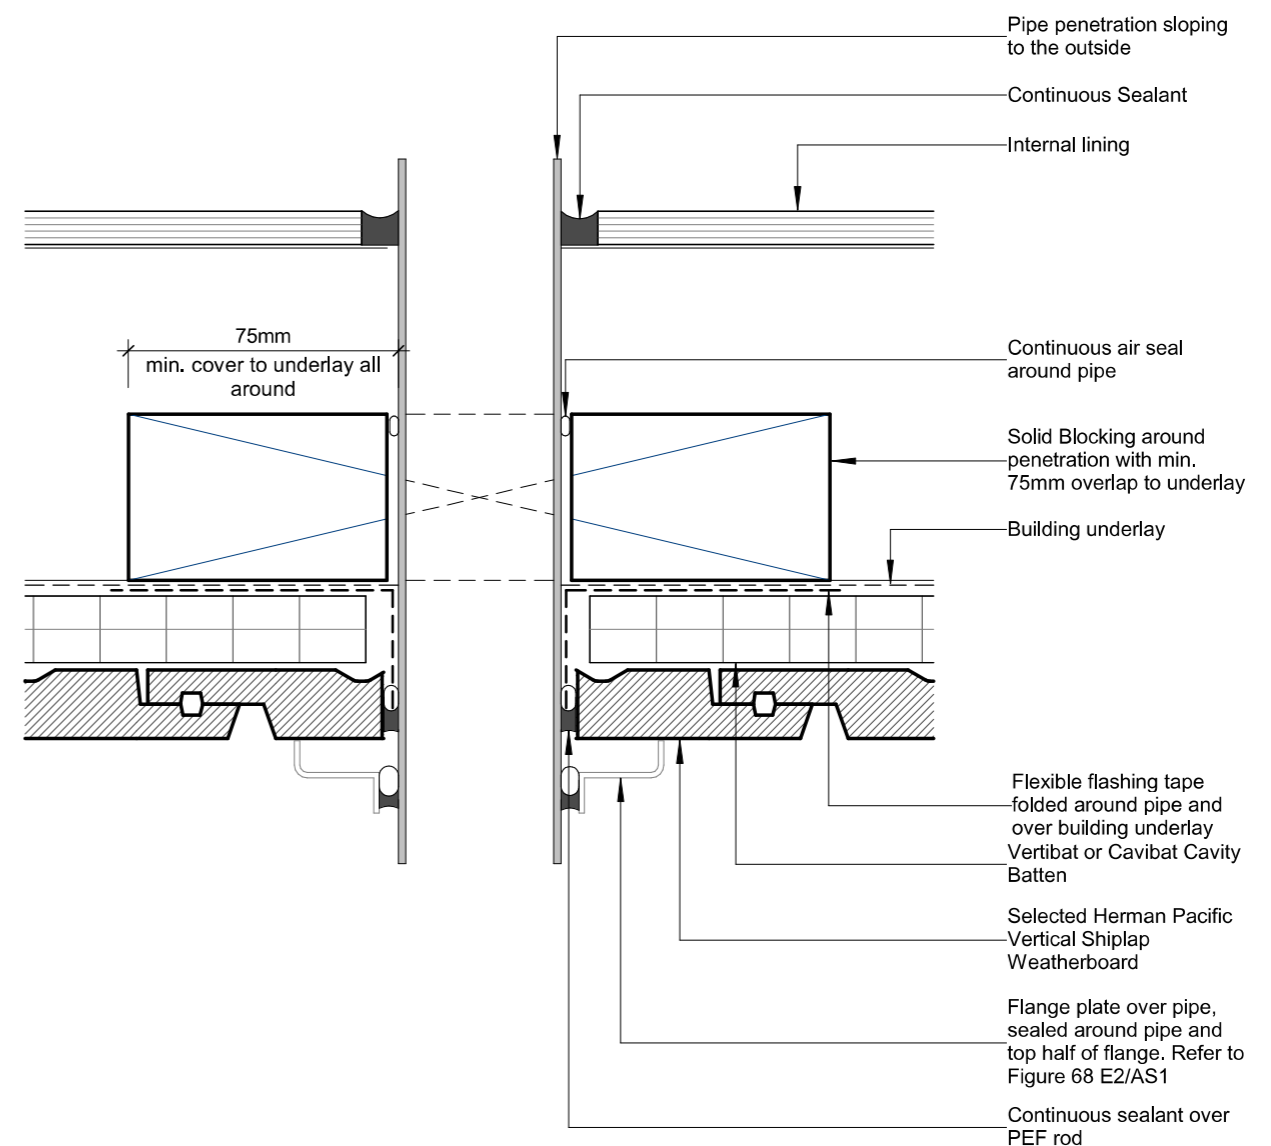 Pipe penetration sloping
to the outside
Continuous Sealant
Internal lining
75mm
min. cover to underlay all
around
Continuous air seal
around pipe
Solid Blocking around
penetration with min.
75mm overlap to underlay
Building underlay
Flexible flashing tape
folded around pipe and
over building underlay
Vertibat or Cavibat Cavity
Batten
Selected Herman Pacific
Vertical Shiplap
Weatherboard
Flange plate over pipe,
sealed around pipe and
top half of flange. Refer to
Figure 68 E2/AS1
Continuous sealant over
PEF rod